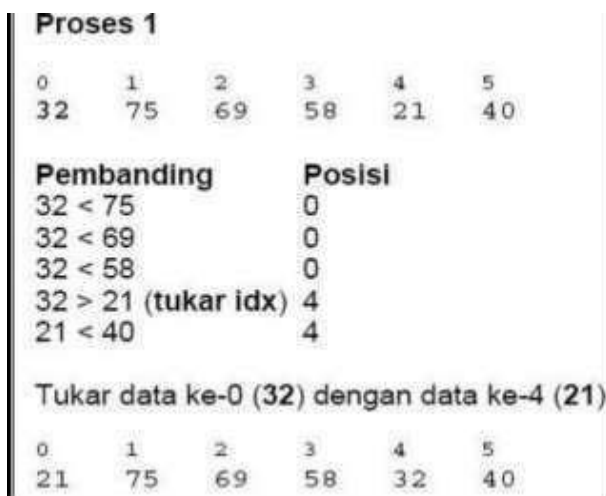 Proses 1
0 1 2 3 4 5
32 75 69 58 21 40
Pembanding Posisi
32 < 75 0
32 < 69 0
32 < 58 0
32 > 21 (tukar idx) 4
21 < 40 4
Tukar data ke-0 (32) dengan data ke-4 (21)
0 1 2 3 4 5
21 75 69 58 32 40